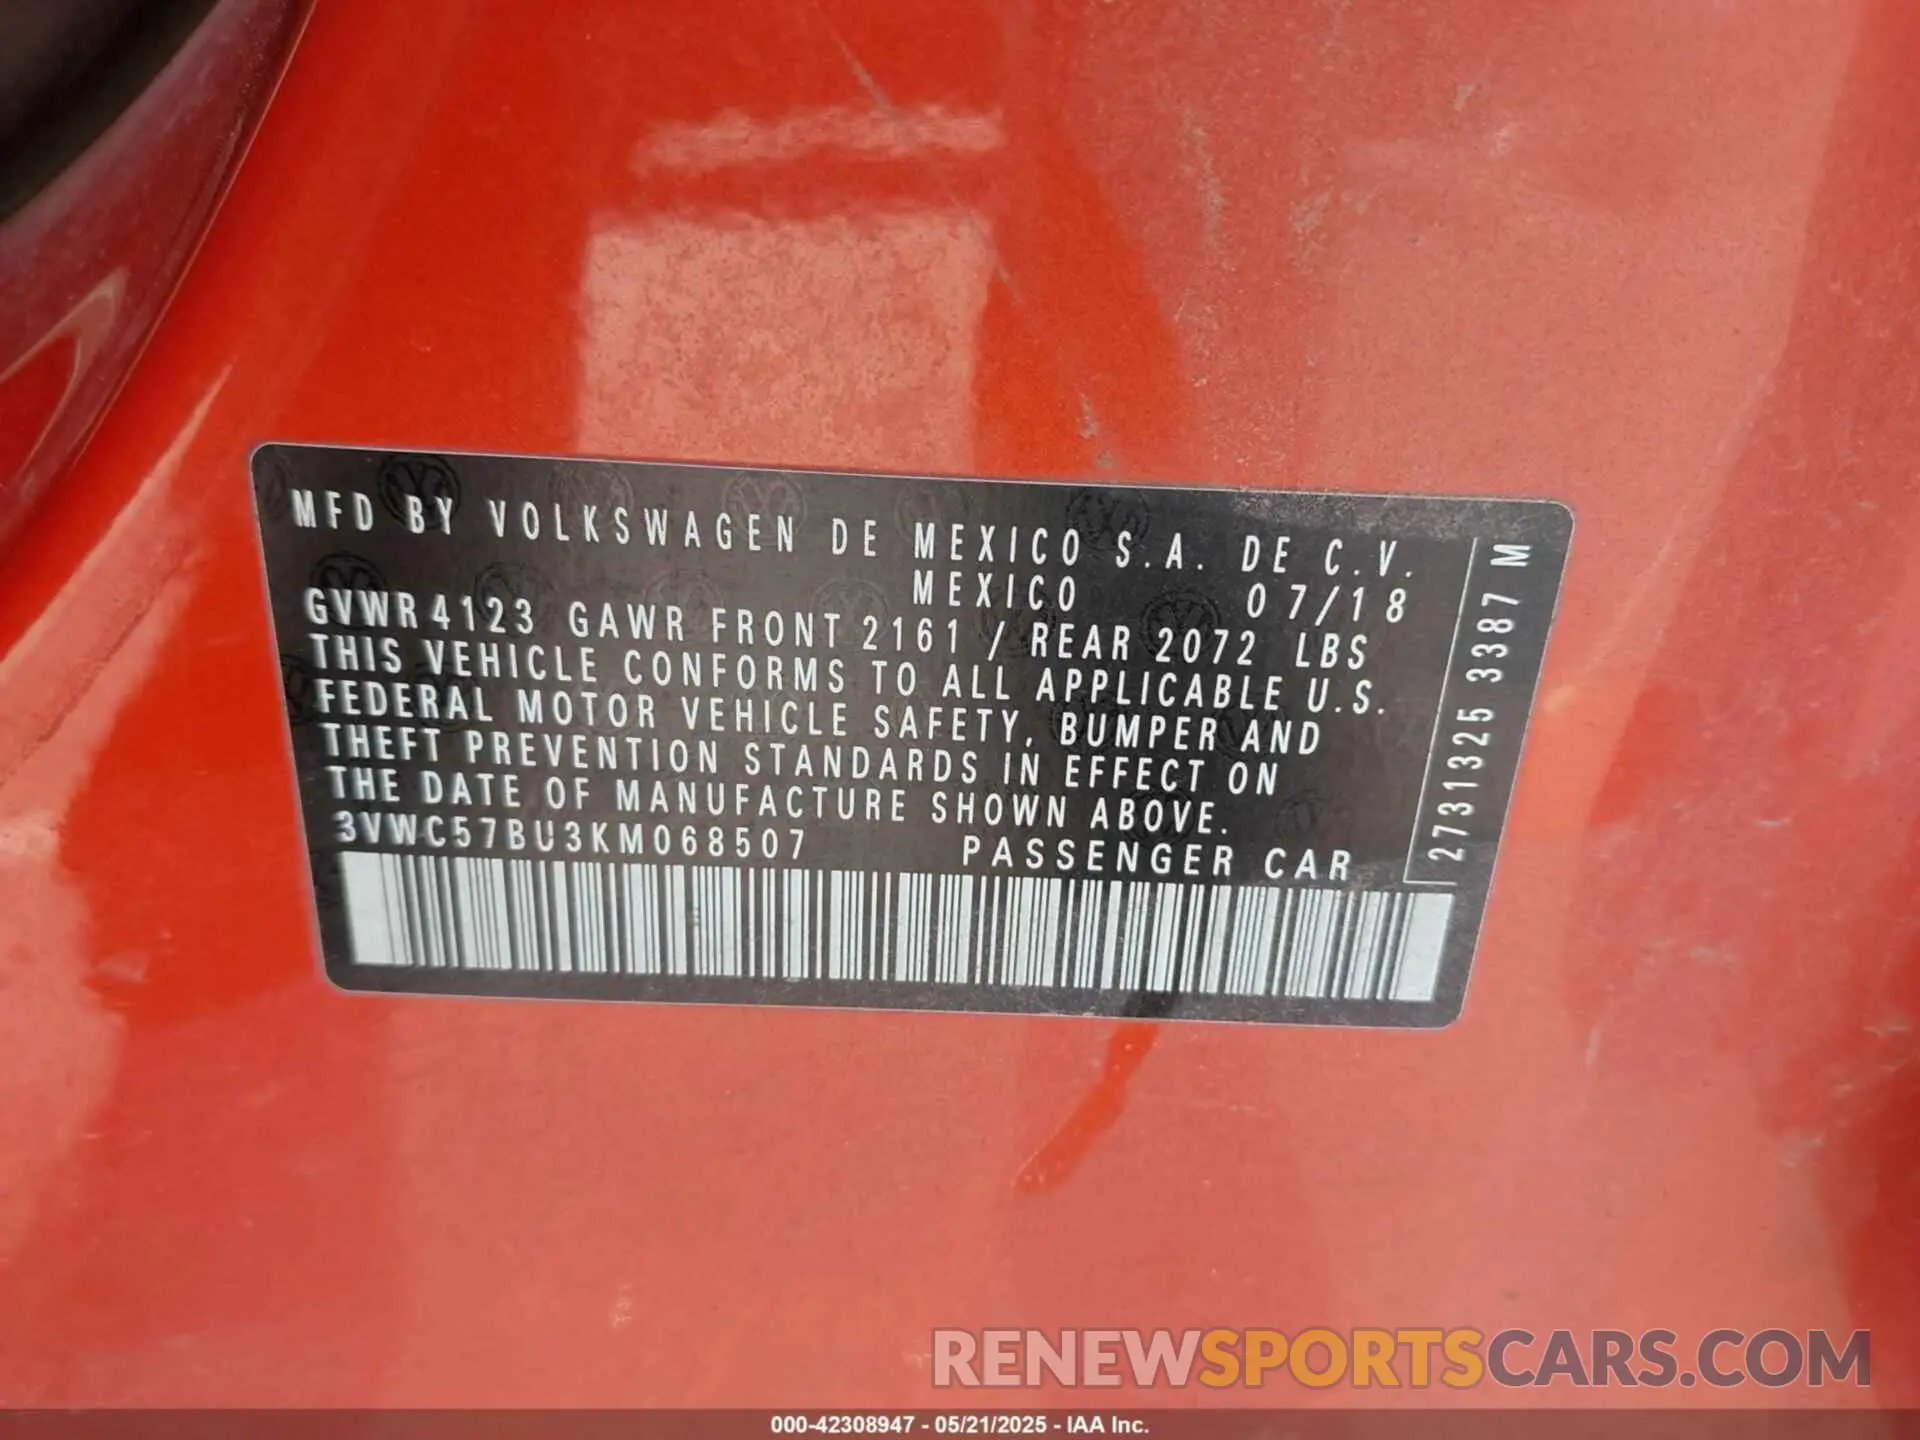 MFD BY VOLKSWAGEN DE MEXICO S.A. DE C.V.
MEXICO 07/18
GVWR 4123 GAWR FRONT 2161 / REAR 2072 LBS
THIS VEHICLE CONFORMS TO ALL APPLICABLE U.S.
FEDERAL MOTOR VEHICLE SAFETY, BUMPER AND
THEFT PREVENTION STANDARDS IN EFFECT ON
THE DATE OF MANUFACTURE SHOWN ABOVE.
3VWC57BU3KM068507 PASSENGER CAR
2731325 3387 M
RENEWSPORTSCARS.COM
000-42308947 - 05/21/2025 - IAA Inc.